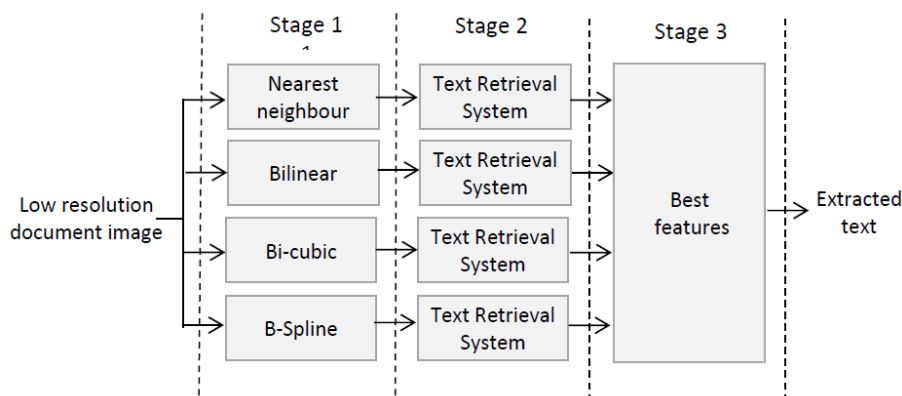 Stage 1
Stage 2
Stage 3
Nearest
neighbour
Text Retrieval
System
Bilinear
Text Retrieval
System
Low resolution
document image
Best
features
Extracted
text
Bi-cubic
Text Retrieval
System
B-Spline
Text Retrieval
System